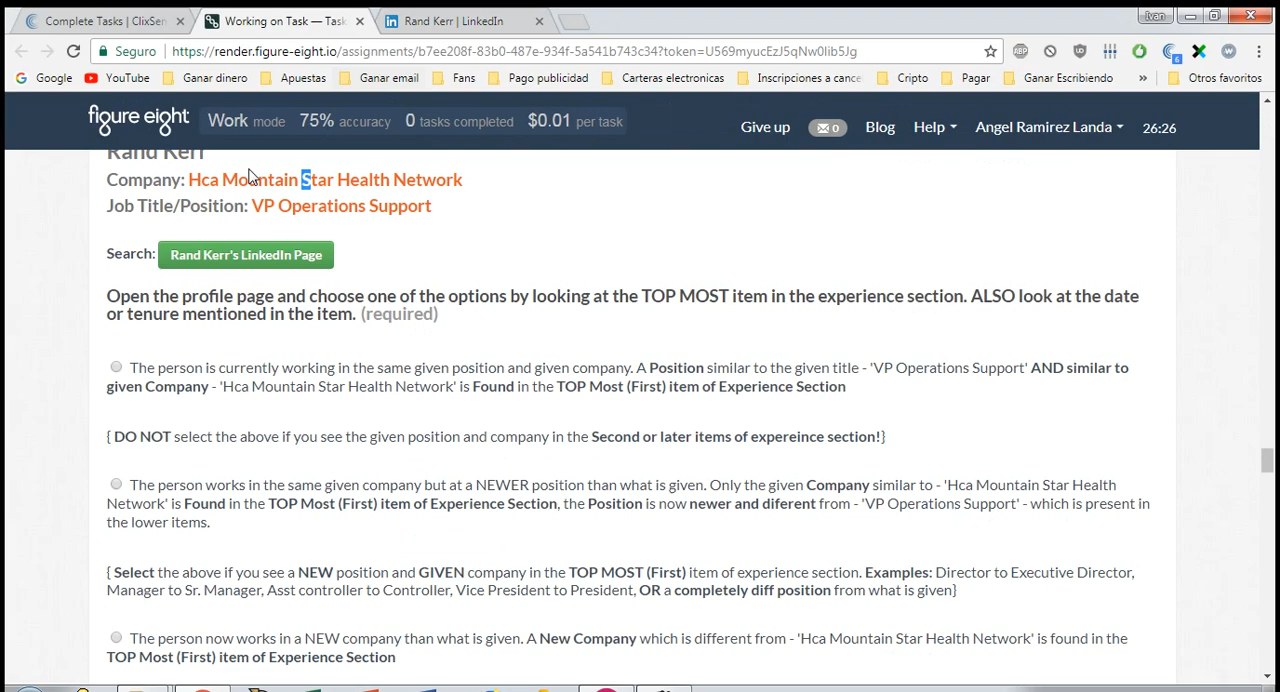 Complete Tasks | ClixSen
Working on Task — Task
Rand Kerr | LinkedIn
Ivan
Seguro
https://render.figure-eight.io/assignments/b7ee208f-83b0-487e-934f-5a541b743c34?token=U569myucEzJ5qNw0lib5Jg
Google YouTube Ganar dinero Apuestas Ganar email Fans Pago publicidad Carteras electronicas Inscripciones a cance Cripto Pagar Ganar Escribiendo » Otros favoritos
figure eight Work mode 75% accuracy 0 tasks completed $0.01 per task Give up 0 Blog Help Angel Ramirez Landa 26:26
Rand Kerr
Company: Hca Mountain Star Health Network
Job Title/Position: VP Operations Support
Search: Rand Kerr's LinkedIn Page
Open the profile page and choose one of the options by looking at the TOP MOST item in the experience section. ALSO look at the date
or tenure mentioned in the item. (required)
The person is currently working in the same given position and given company. A Position similar to the given title - 'VP Operations Support' AND similar to
given Company - 'Hca Mountain Star Health Network' is Found in the TOP Most (First) item of Experience Section
{ DO NOT select the above if you see the given position and company in the Second or later items of expereince section!}
The person works in the same given company but at a NEWER position than what is given. Only the given Company similar to - 'Hca Mountain Star Health
Network' is Found in the TOP Most (First) item of Experience Section, the Position is now newer and diferent from - 'VP Operations Support' - which is present in
the lower items.
{ Select the above if you see a NEW position and GIVEN company in the TOP MOST (First) item of experience section. Examples: Director to Executive Director,
Manager to Sr. Manager, Asst controller to Controller, Vice President to President, OR a completely diff position from what is given}
The person now works in a NEW company than what is given. A New Company which is different from - 'Hca Mountain Star Health Network' is found in the
TOP Most (First) item of Experience Section